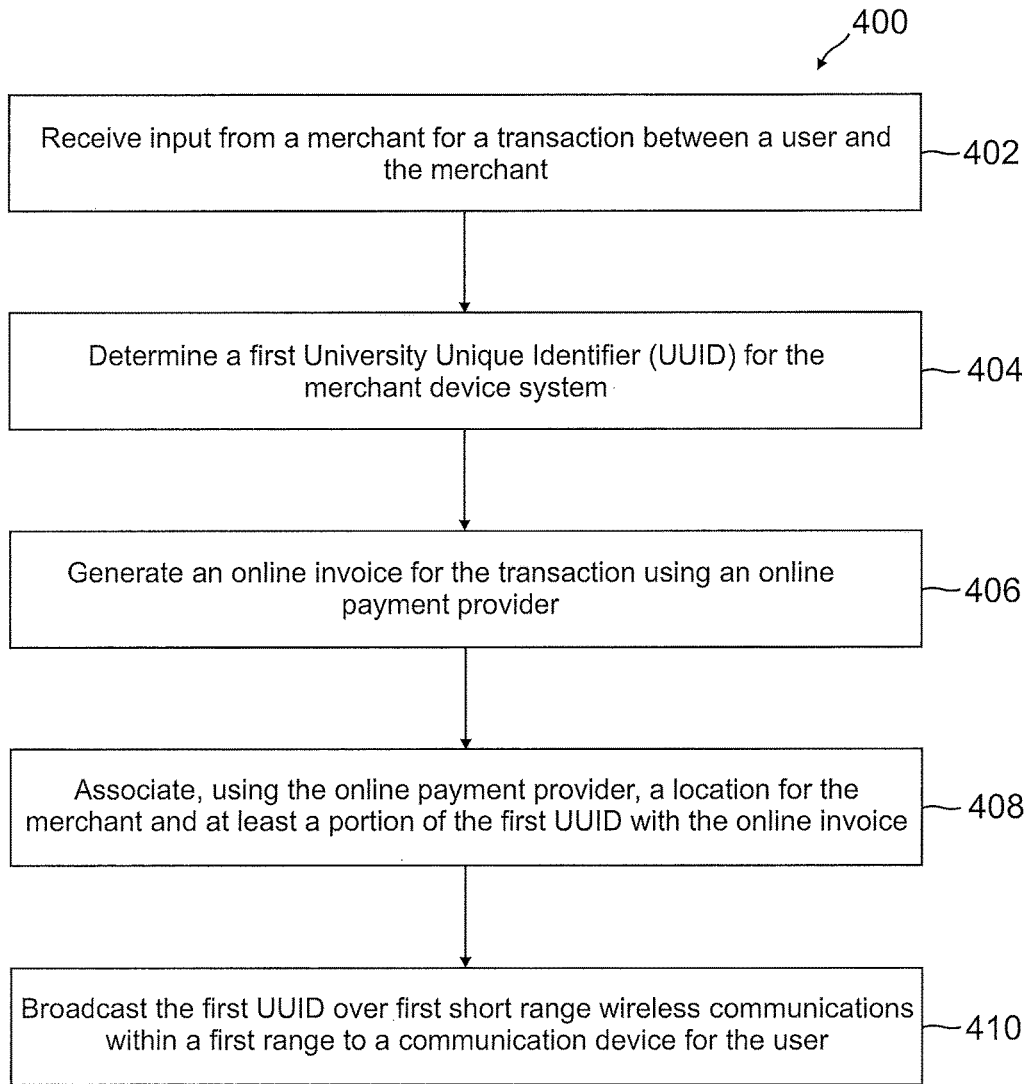 400
Receive input from a merchant for a transaction between a user and
the merchant
402
Determine a first University Unique Identifier (UUID) for the
merchant device system
404
Generate an online invoice for the transaction using an online
payment provider
406
Associate, using the online payment provider, a location for the
merchant and at least a portion of the first UUID with the online invoice
408
Broadcast the first UUID over first short range wireless communications
within a first range to a communication device for the user
410